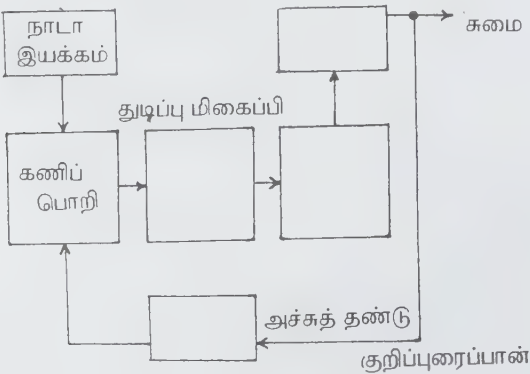 நாடா
இயக்கம்
சுமை
துடிப்பு மிகைப்பி
கணிப்
பொறி
அச்சுத் தண்டு
குறிப்புரைப்பான்